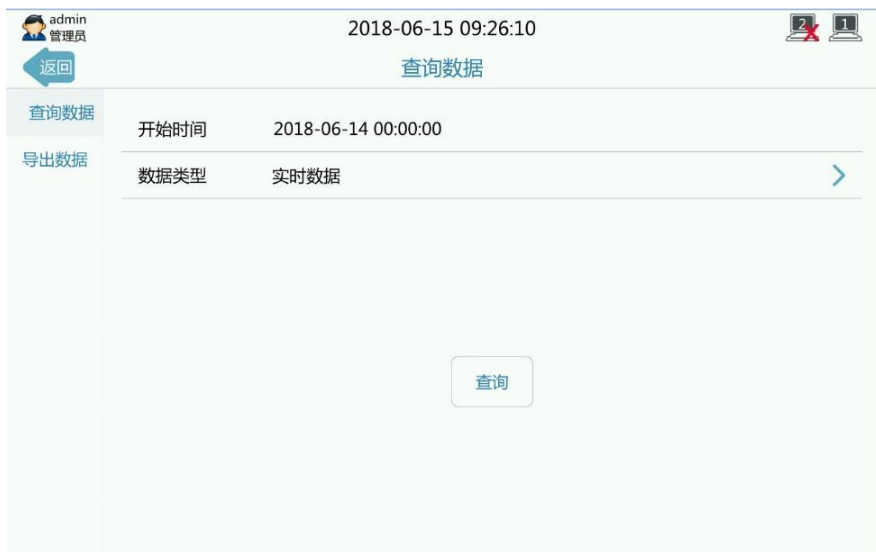 admin
管理员
2018-06-15 09:26:10
2
1
返回
查询数据
查询数据
导出数据
开始时间 2018-06-14 00:00:00
数据类型 实时数据
查询